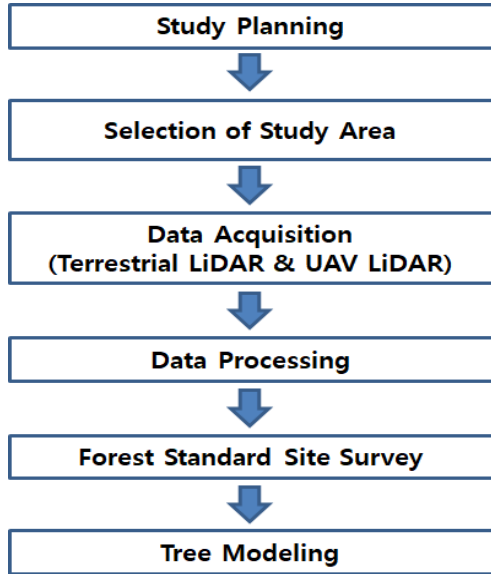 Study Planning
Selection of Study Area
Data Acquisition
(Terrestrial LiDAR & UAV LiDAR)
Data Processing
Forest Standard Site Survey
Tree Modeling